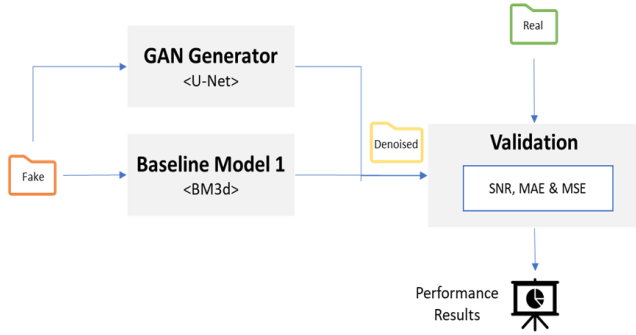 Real
GAN Generator
<U-Net>
Denoised
Validation
Fake
Baseline Model 1
<BM3d>
SNR, MAE & MSE
Performance
Results